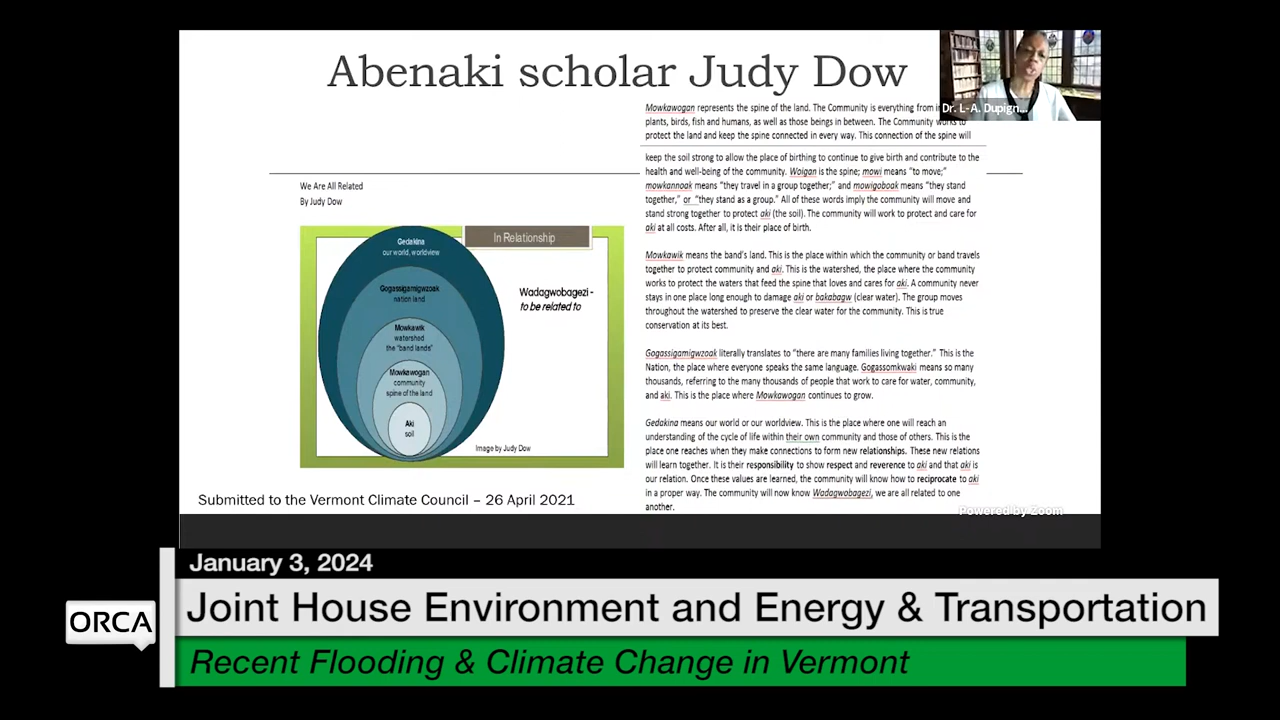 Abenaki scholar Judy Dow
Dr. L-A. Dupign...
Mowkawogan represents the spine of the land. The Community is everything from
plants, birds, fish and humans, as well as those beings in between. The Community works to
protect the land and keep the spine connected in every way. This connection of the spine will
keep the soil strong to allow the place of birthing to continue to give birth and contribute to the
health and well-being of the community. Woigan is the spine; mowi means "to move;"
mowkannoak means "they travel in a group together;" and mowigoboak means "they stand
together," or "they stand as a group." All of these words imply the community will move and
stand strong together to protect aki (the soil). The community will work to protect and care for
aki at all costs. After all, it is their place of birth.
Mowkawik means the band's land. This is the place within which the community or band travels
together to protect community and aki. This is the watershed, the place where the community
works to protect the waters that feed the spine that loves and cares for aki. A community never
stays in one place long enough to damage aki or bakabagw (clear water). The group moves
throughout the watershed to preserve the clear water for the community. This is true
conservation at its best.
Gogassigamigwzoak literally translates to "there are many families living together." This is the
Nation, the place where everyone speaks the same language. Gogassomkwaki means so many
thousands, referring to the many thousands of people that work to care for water, community,
and aki. This is the place where Mowkawogan continues to grow.
Gedakina means our world or our worldview. This is the place where one will reach an
understanding of the cycle of life within their own community and those of others. This is the
place one reaches when they make connections to form new relationships. These new relations
will learn together. It is their responsibility to show respect and reverence to aki and that aki is
our relation. Once these values are learned, the community will know how to reciprocate to aki
in a proper way. The community will now know Wadagwobagezi, we are all related to one
another.
We Are All Related
By Judy Dow
In Relationship
Gedakina
our world, worldview
Gogassigamigwzoak
nation land
Mowkawik
watershed
the "band lands"
Mowkawogan
community
spine of the land
Aki
soil
Wadagwobagezi -
to be related to
Image by Judy Dow
Submitted to the Vermont Climate Council – 26 April 2021
Powered by Zoom
January 3, 2024
ORCA
Joint House Environment and Energy & Transportation
Recent Flooding & Climate Change in Vermont